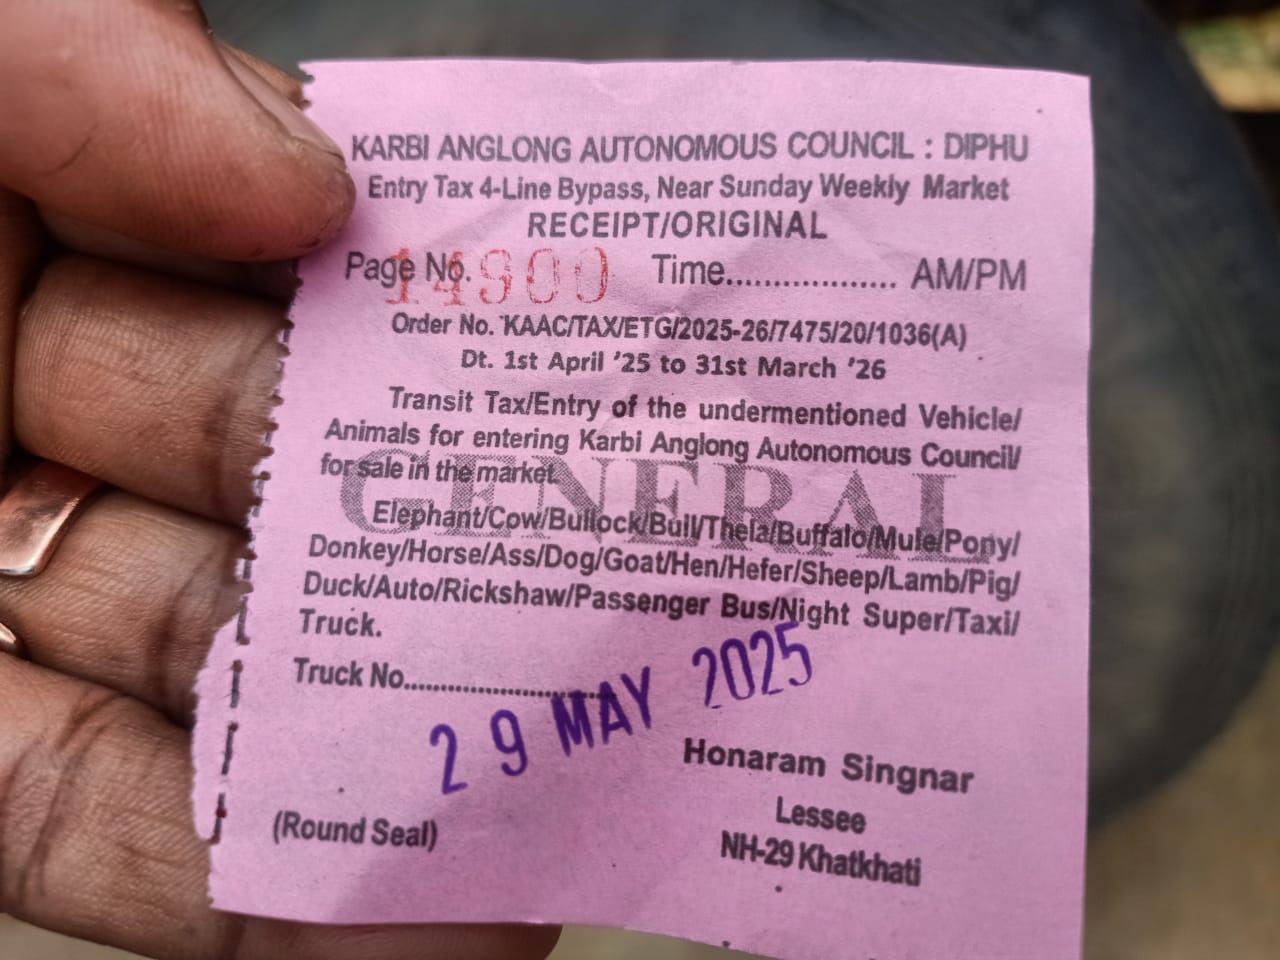 KARBI ANGLONG AUTONOMOUS COUNCIL : DIPHU
Entry Tax 4-Line Bypass, Near Sunday Weekly Market
RECEIPT/ORIGINAL
Page No. 14900 Time.................. AM/PM
Order No. KAAC/TAX/ETG/2025-26/7475/20/1036(A)
Dt. 1st April '25 to 31st March '26
Transit Tax/Entry of the undermentioned Vehicle/
Animals for entering Karbi Anglong Autonomous Council/
for sale in the market.
GENERAL
Elephant/Cow/Bullock/Bull/Thela/Buffalo/Mule/Pony/
Donkey/Horse/Ass/Dog/Goat/Hen/Hefer/Sheep/Lamb/Pig/
Duck/Auto/Rickshaw/Passenger Bus/Night Super/Taxi/
Truck.
Truck No............................
29 MAY 2025
Honaram Singnar
Lessee
(Round Seal)
NH-29 Khatkhati